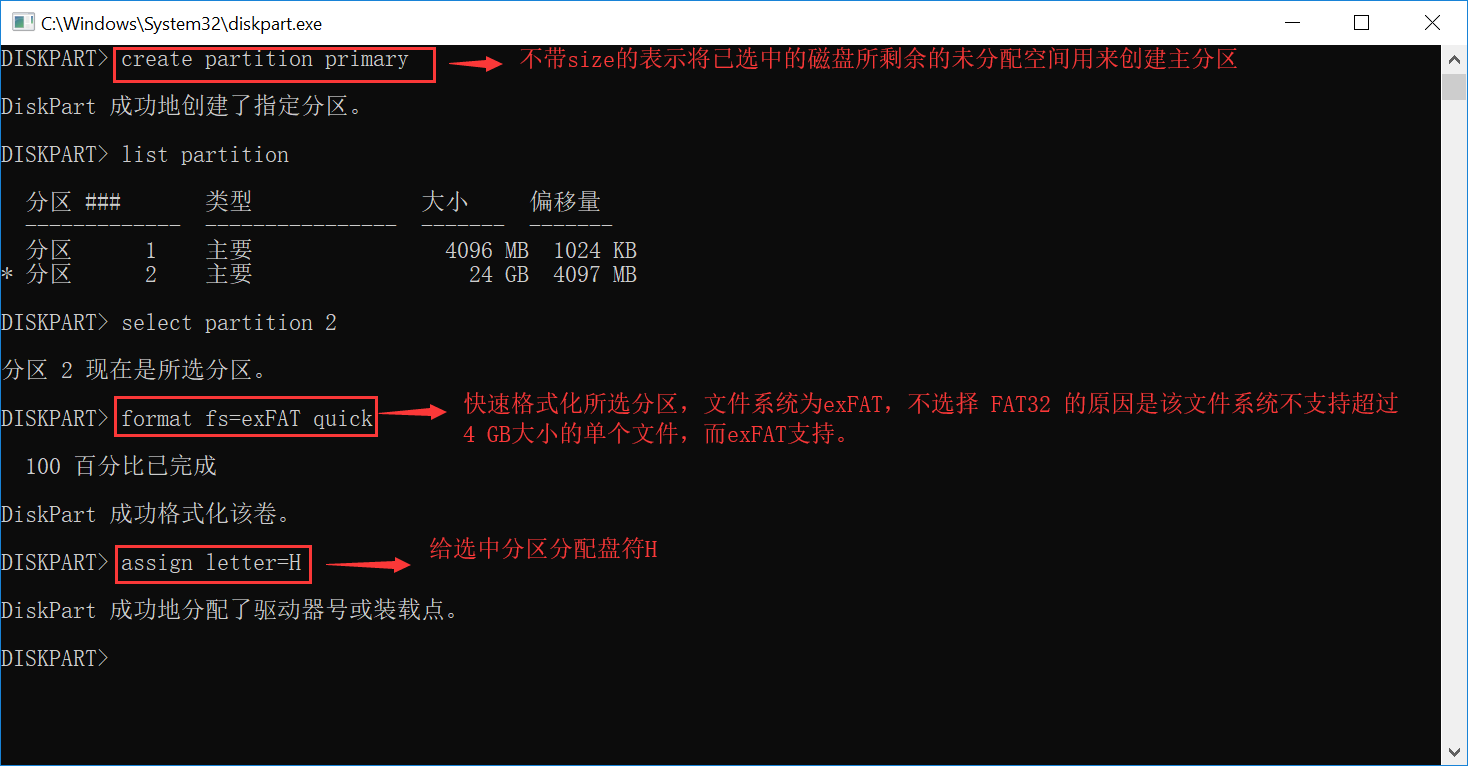 C:\Windows\System32\diskpart.exe
DISKPART> create partition primary 不带size的表示将已选中的磁盘所剩余的未分配空间用来创建主分区
DiskPart 成功地创建了指定分区。
DISKPART> list partition
分区 ### 类型 大小 偏移量
------------- ---------------- ------- -------
分区 1 主要 4096 MB 1024 KB
* 分区 2 主要 24 GB 4097 MB
DISKPART> select partition 2
分区 2 现在是所选分区。
DISKPART> format fs=exFAT quick
快速格式化所选分区，文件系统为exFAT，不选择 FAT32 的原因是该文件系统不支持超过
4 GB大小的单个文件，而exFAT支持。
100 百分比已完成
DiskPart 成功格式化该卷。
DISKPART> assign letter=H 给选中分区分配盘符H
DiskPart 成功地分配了驱动器号或装载点。
DISKPART>